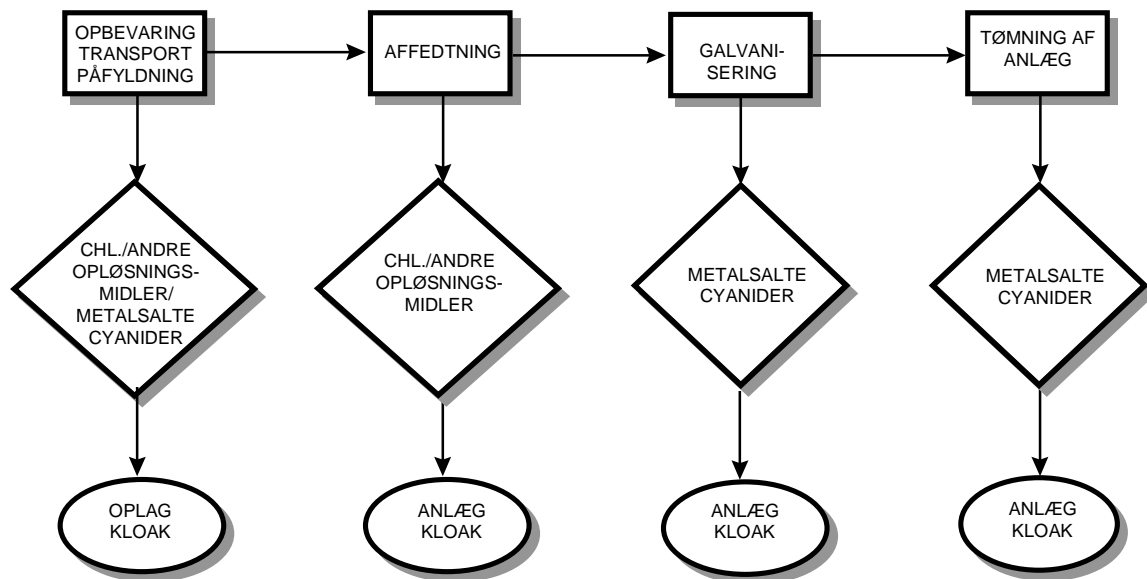 OPBEVARING
TRANSPORT
PÅFYLDNING
AFFEDTNING
GALVANI-
SERING
TØMNING AF
ANLÆG
CHL./ANDRE
OPLØSNINGS-
MIDLER/
METALSALTE
CYANIDER
CHL./ANDRE
OPLØSNINGS-
MIDLER
METALSALTE
CYANIDER
METALSALTE
CYANIDER
OPLAG
KLOAK
ANLÆG
KLOAK
ANLÆG
KLOAK
ANLÆG
KLOAK